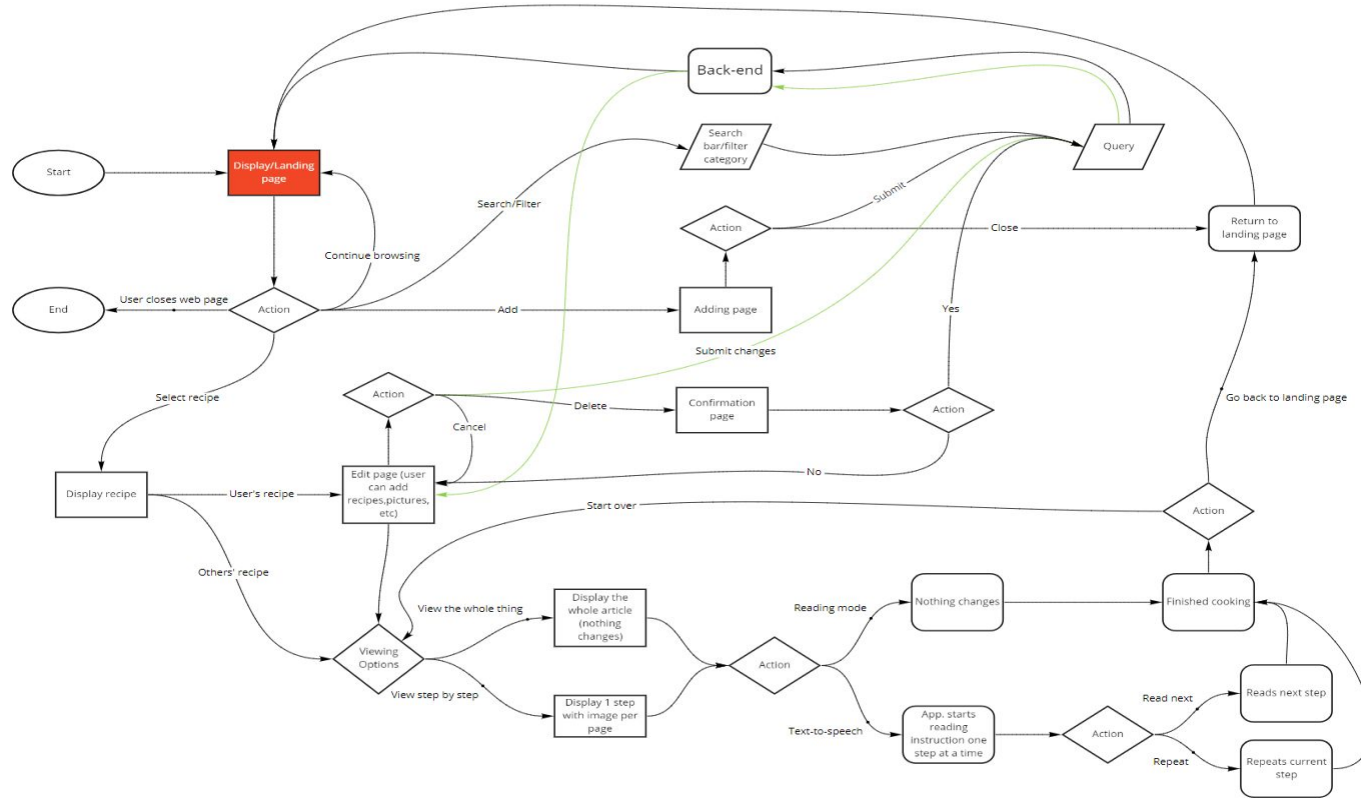 Back-end
Search
bar/filter
category
Query
Start
Display/Landing
page
Submit
Search/Filter
Action
Close
Return to
landing page
Continue browsing
User closes web page
End
Action
Add
Adding page
Yes
Submit changes
Action
Delete
Confirmation
page
Action
Go back to landing page
Select recipe
Cancel
No
Display recipe
User's recipe
Edit page (user
can add
recipes,pictures,
etc)
Start over
Action
Others' recipe
View the whole thing
Display the
whole article
(nothing
changes)
Reading mode
Nothing changes
Finished cooking
Viewing
Options
Action
View step by step
Display 1 step
with image per
page
Text-to-speech
App. starts
reading
instruction one
step at a time
Action
Read next
Reads next step
Repeat
Repeats current
step